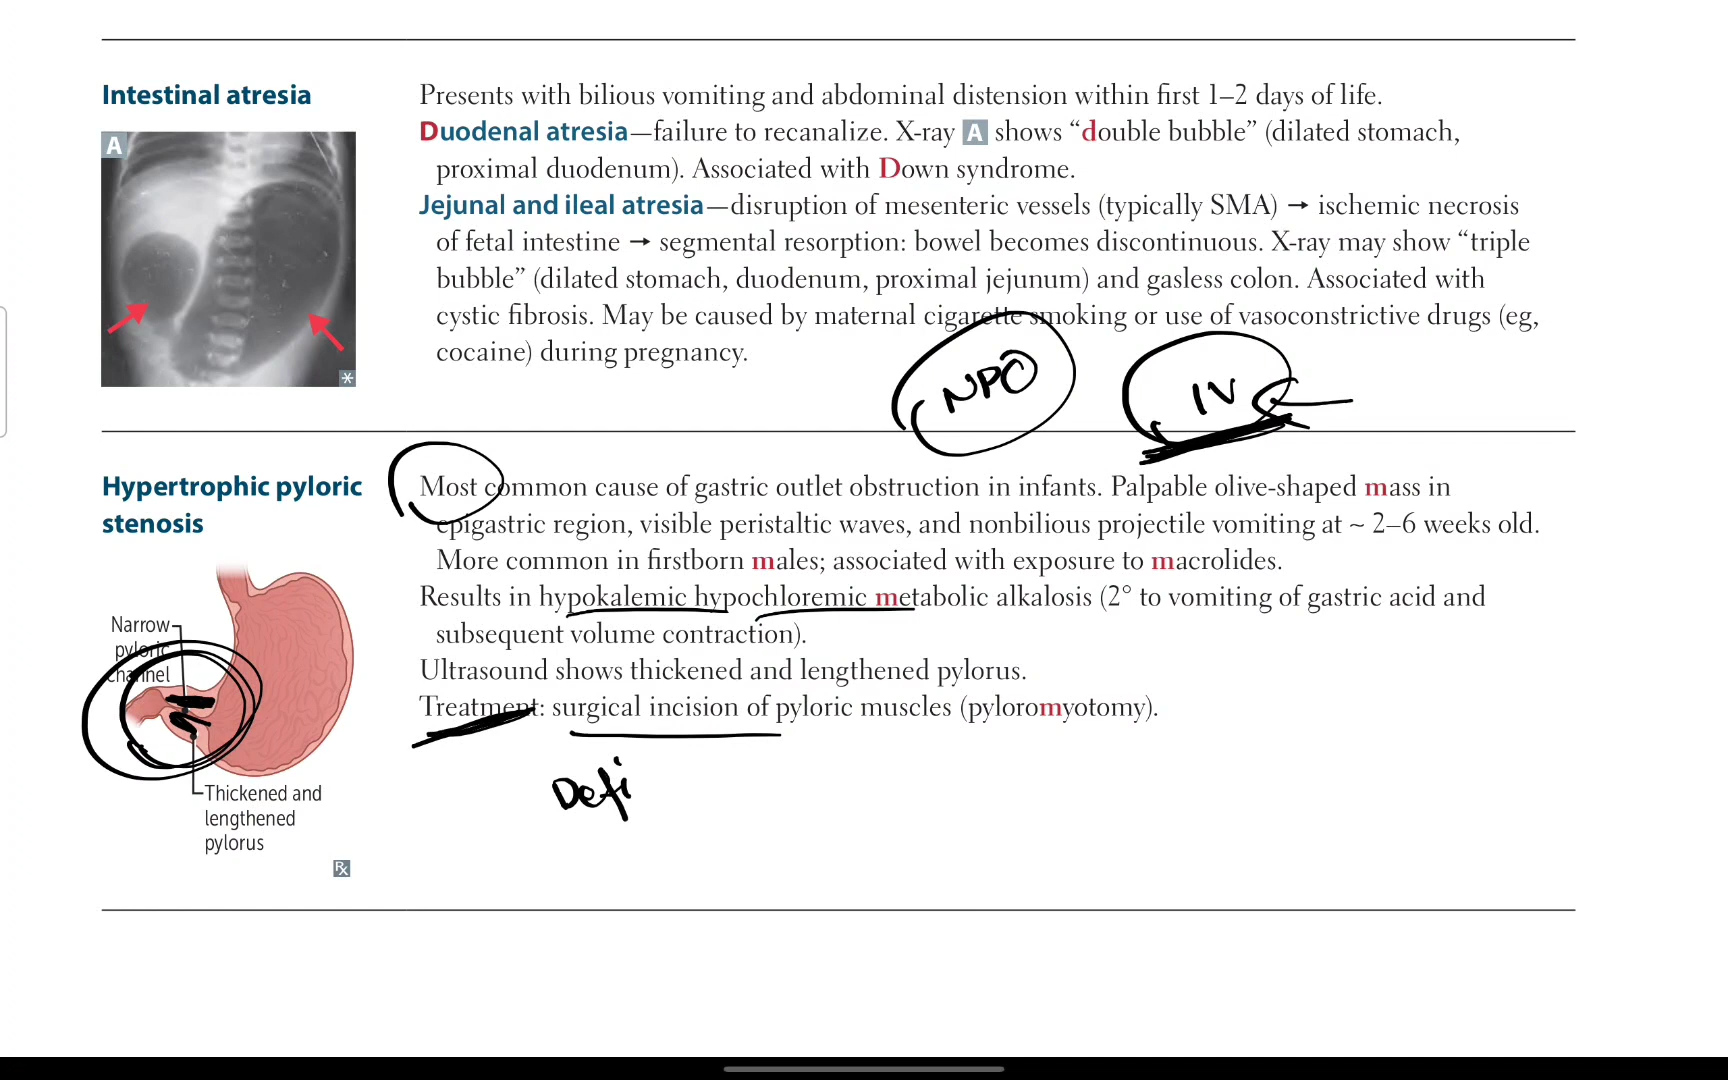 Intestinal atresia
A
*
Presents with bilious vomiting and abdominal distension within first 1–2 days of life.
Duodenal atresia—failure to recanalize. X-ray A shows “double bubble” (dilated stomach,
proximal duodenum). Associated with Down syndrome.
Jejunal and ileal atresia—disruption of mesenteric vessels (typically SMA) → ischemic necrosis
of fetal intestine → segmental resorption: bowel becomes discontinuous. X-ray may show “triple
bubble” (dilated stomach, duodenum, proximal jejunum) and gasless colon. Associated with
cystic fibrosis. May be caused by maternal cigarette smoking or use of vasoconstrictive drugs (eg,
cocaine) during pregnancy.
NPO
IV
Hypertrophic pyloric
stenosis
Most common cause of gastric outlet obstruction in infants. Palpable olive-shaped mass in
epigastric region, visible peristaltic waves, and nonbilious projectile vomiting at ~ 2–6 weeks old.
More common in firstborn males; associated with exposure to macrolides.
Results in hypokalemic hypochloremic metabolic alkalosis (2° to vomiting of gastric acid and
subsequent volume contraction).
Ultrasound shows thickened and lengthened pylorus.
Treatment: surgical incision of pyloric muscles (pyloromyotomy).
Defi
Narrow
pyloric
channel
Thickened and
lengthened
pylorus
Rx